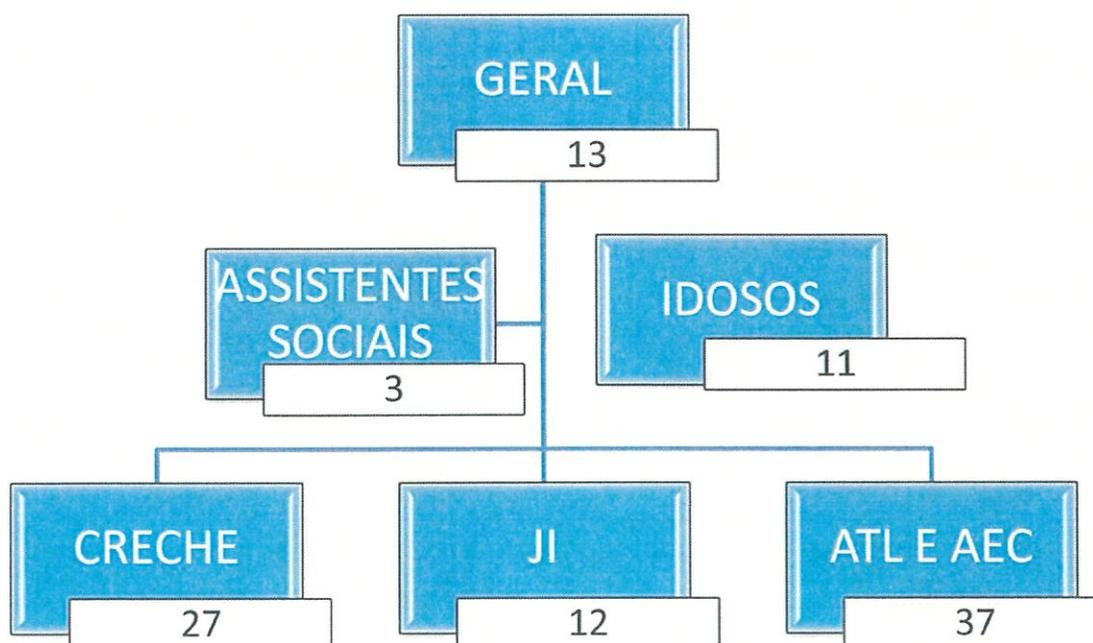 GERAL
13
ASSISTENTES
SOCIAIS
3
IDOSOS
11
CRECHE
27
JI
12
ATL E AEC
37